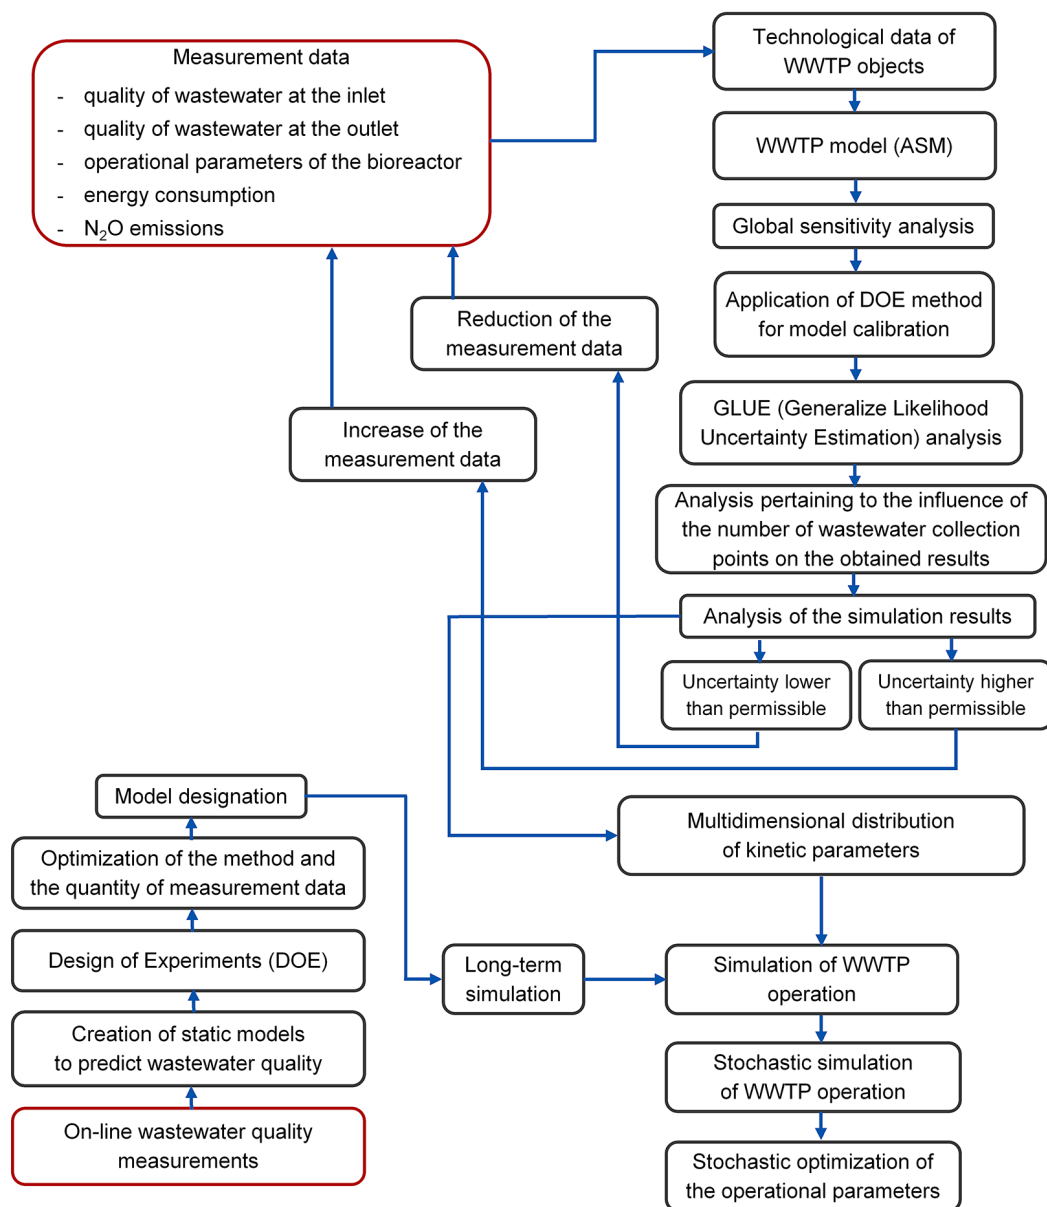 Measurement data
- quality of wastewater at the inlet
- quality of wastewater at the outlet
- operational parameters of the bioreactor
- energy consumption
- N₂O emissions
Technological data of
WWTP objects
WWTP model (ASM)
Global sensitivity analysis
Application of DOE method
for model calibration
Reduction of the
measurement data
GLUE (Generalize Likelihood
Uncertainty Estimation) analysis
Increase of the
measurement data
Analysis pertaining to the influence of
the number of wastewater collection
points on the obtained results
Analysis of the simulation results
Uncertainty lower
than permissible
Uncertainty higher
than permissible
Model designation
Multidimensional distribution
of kinetic parameters
Optimization of the method and
the quantity of measurement data
Design of Experiments (DOE)
Long-term
simulation
Simulation of WWTP
operation
Creation of static models
to predict wastewater quality
Stochastic simulation
of WWTP operation
On-line wastewater quality
measurements
Stochastic optimization of
the operational parameters